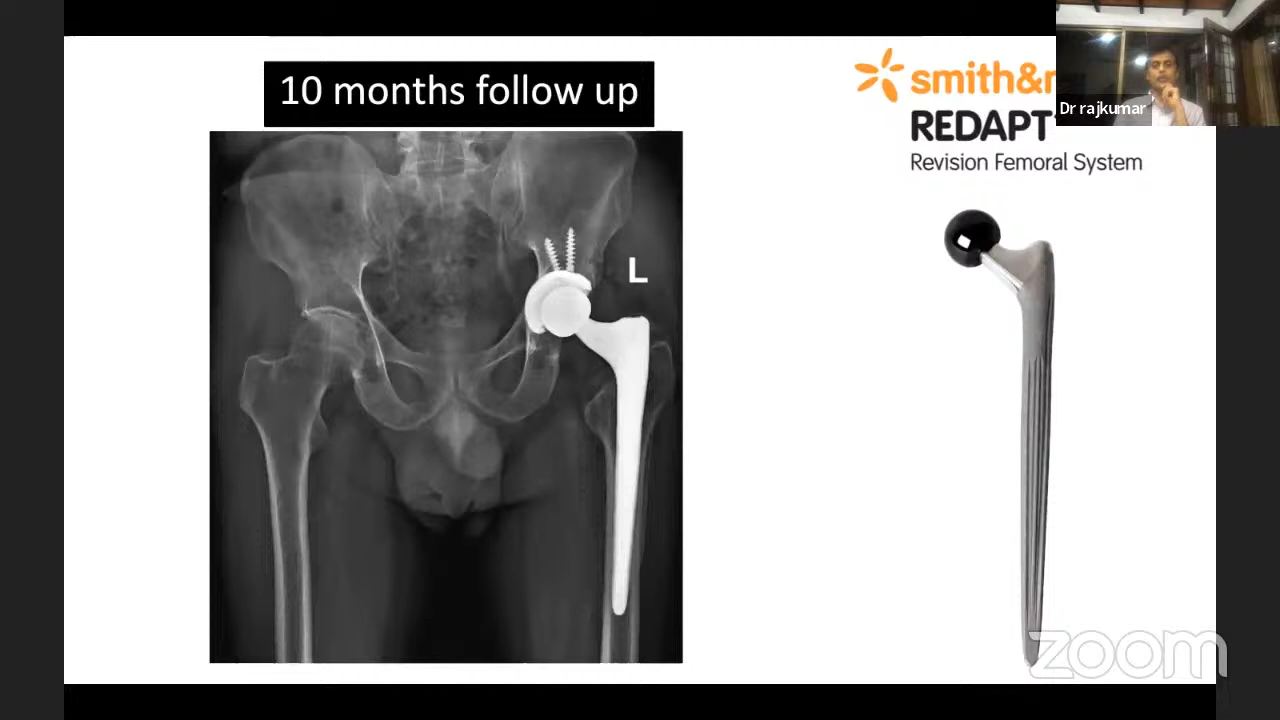 10 months follow up
smith&
REDAPT
Revision Femoral System
Dr rajkumar
L
zoom